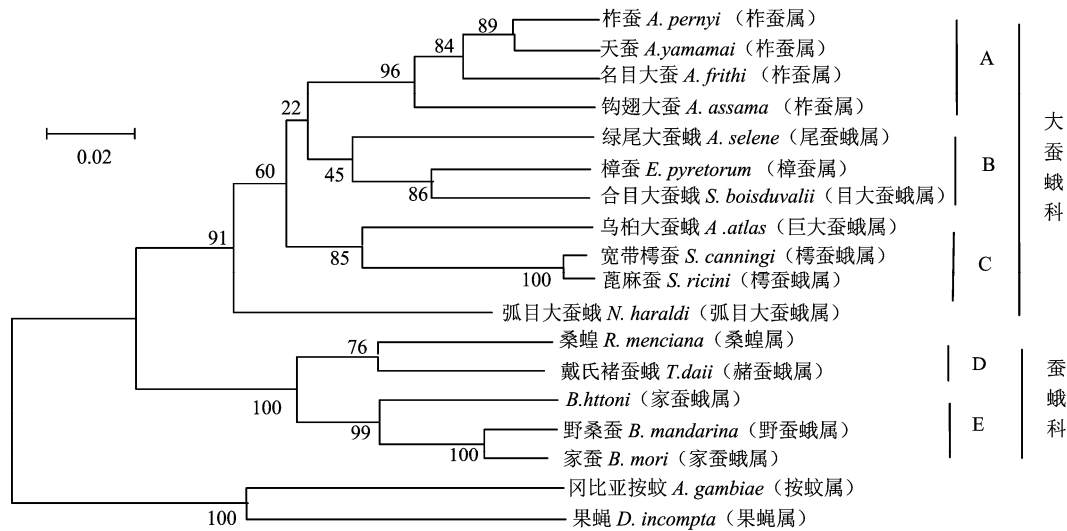 89
柞蚕 A. pernyi （柞蚕属）
84
天蚕 A.yamamai（柞蚕属）
96
名目大蚕 A. frithi （柞蚕属）
A
22
钩翅大蚕 A. assama （柞蚕属）
0.02
绿尾大蚕蛾 A. selene（尾蚕蛾属）
60
45
樟蚕 E. pyretorum （樟蚕属）
B
86
合目大蚕蛾 S. boisduvalii（目大蚕蛾属）
大蚕蛾科
91
乌桕大蚕蛾 A .atlas（巨大蚕蛾属）
85
宽带樗蚕 S. canningi（樗蚕蛾属）
C
100
蓖麻蚕 S. ricini（樗蚕蛾属）
弧目大蚕蛾 N. haraldi（弧目大蚕蛾属）
76
桑蝗 R. menciana（桑蝗属）
D
戴氏褚蚕蛾 T.daii（赭蚕蛾属）
100
B.httoni（家蚕蛾属）
99
野桑蚕 B. mandarina（野蚕蛾属）
E
蚕蛾科
100
家蚕 B. mori（家蚕蛾属）
冈比亚按蚊 A. gambiae（按蚊属）
100
果蝇 D. incompta（果蝇属）